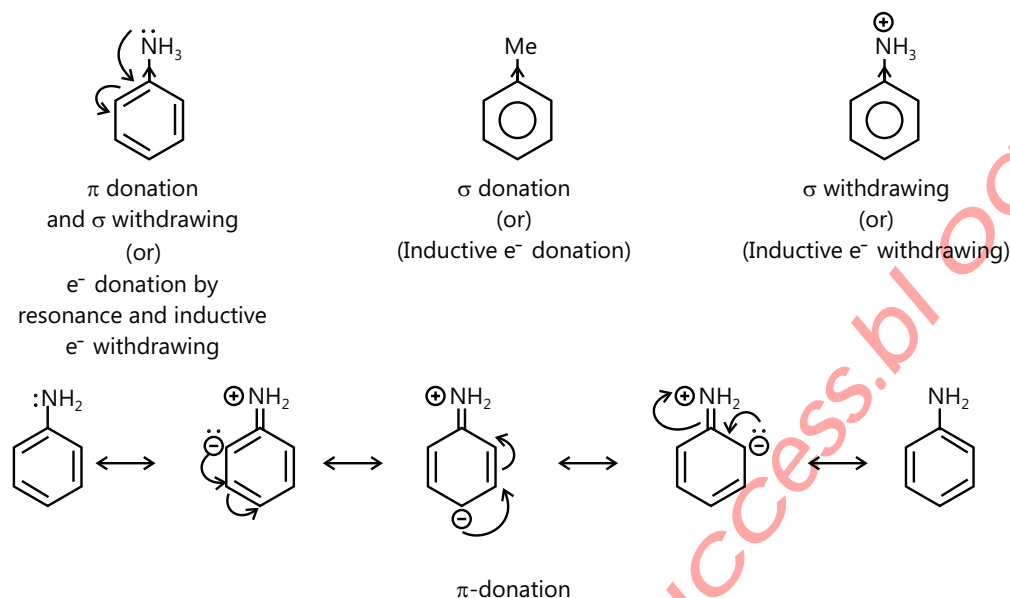 N̈H₃
Me
⊕
NH₃
π donation
and σ withdrawing
(or)
e⁻ donation by
resonance and inductive
e⁻ withdrawing
σ donation
(or)
(Inductive e⁻ donation)
σ withdrawing
(or)
(Inductive e⁻ withdrawing)
:NH₂
⊕NH₂
⊖
⊕
NH₂
⊖
⊕NH₂
⊖
NH₂
π-donation